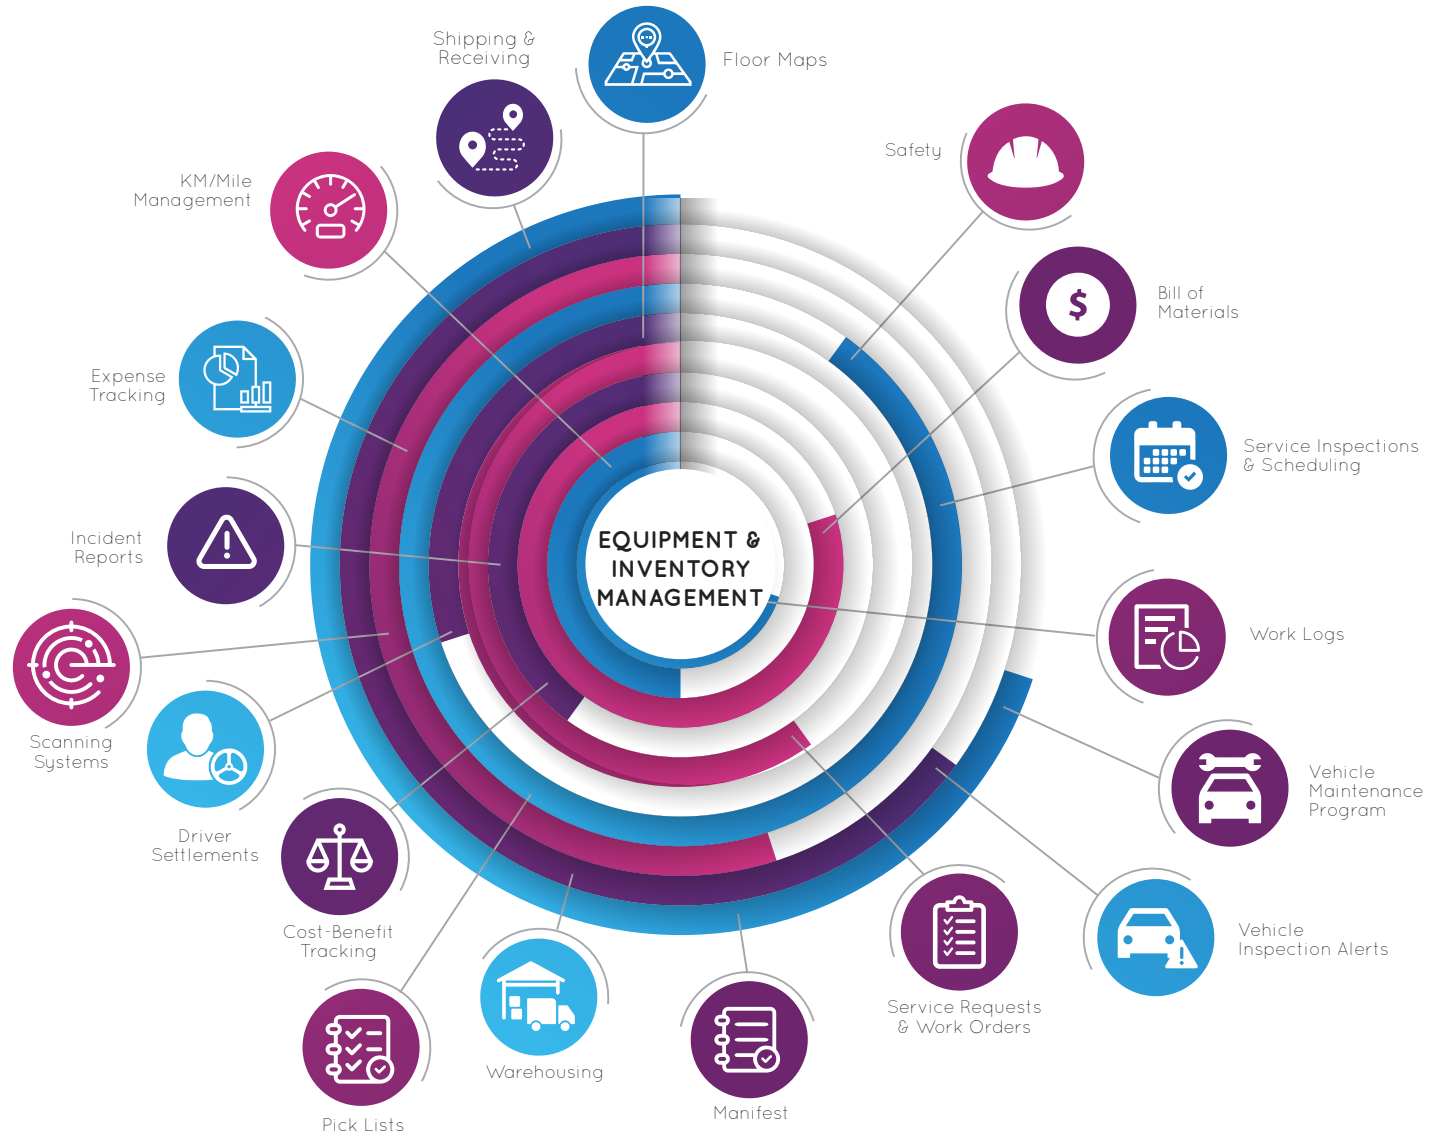 Shipping &
Receiving
Floor Maps
Safety
KM/Mile
Management
Bill of
Materials
$
Expense
Tracking
Service Inspections
& Scheduling
Incident
Reports
EQUIPMENT &
INVENTORY
MANAGEMENT
Work Logs
Scanning
Systems
Vehicle
Maintenance
Program
Driver
Settlements
Cost-Benefit
Tracking
Vehicle
Inspection Alerts
Service Requests
& Work Orders
Warehousing
Manifest
Pick Lists